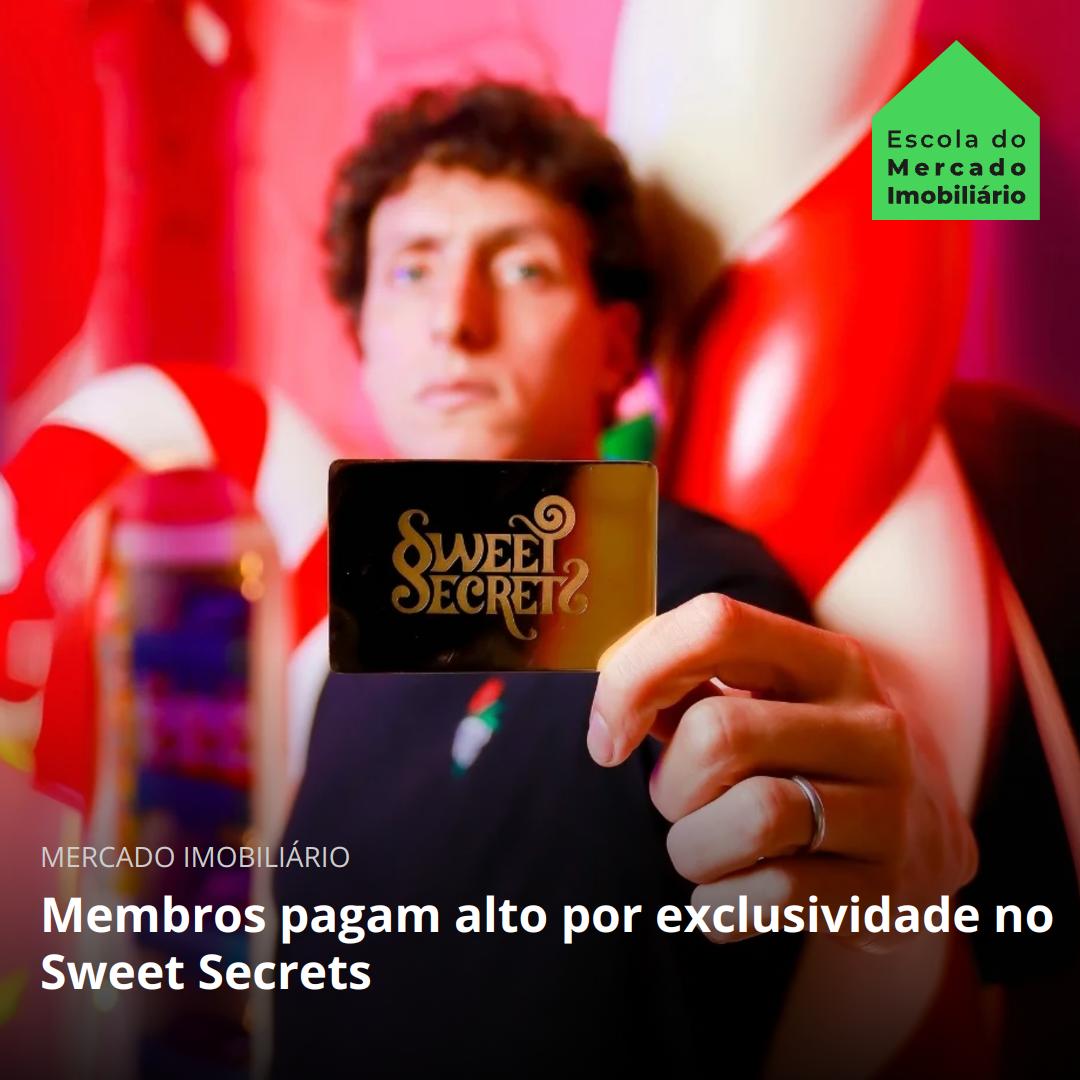 Escola do
Mercado
Imobiliário
SWEET
SECRETS
MERCADO IMOBILIÁRIO
Membros pagam alto por exclusividade no
Sweet Secrets